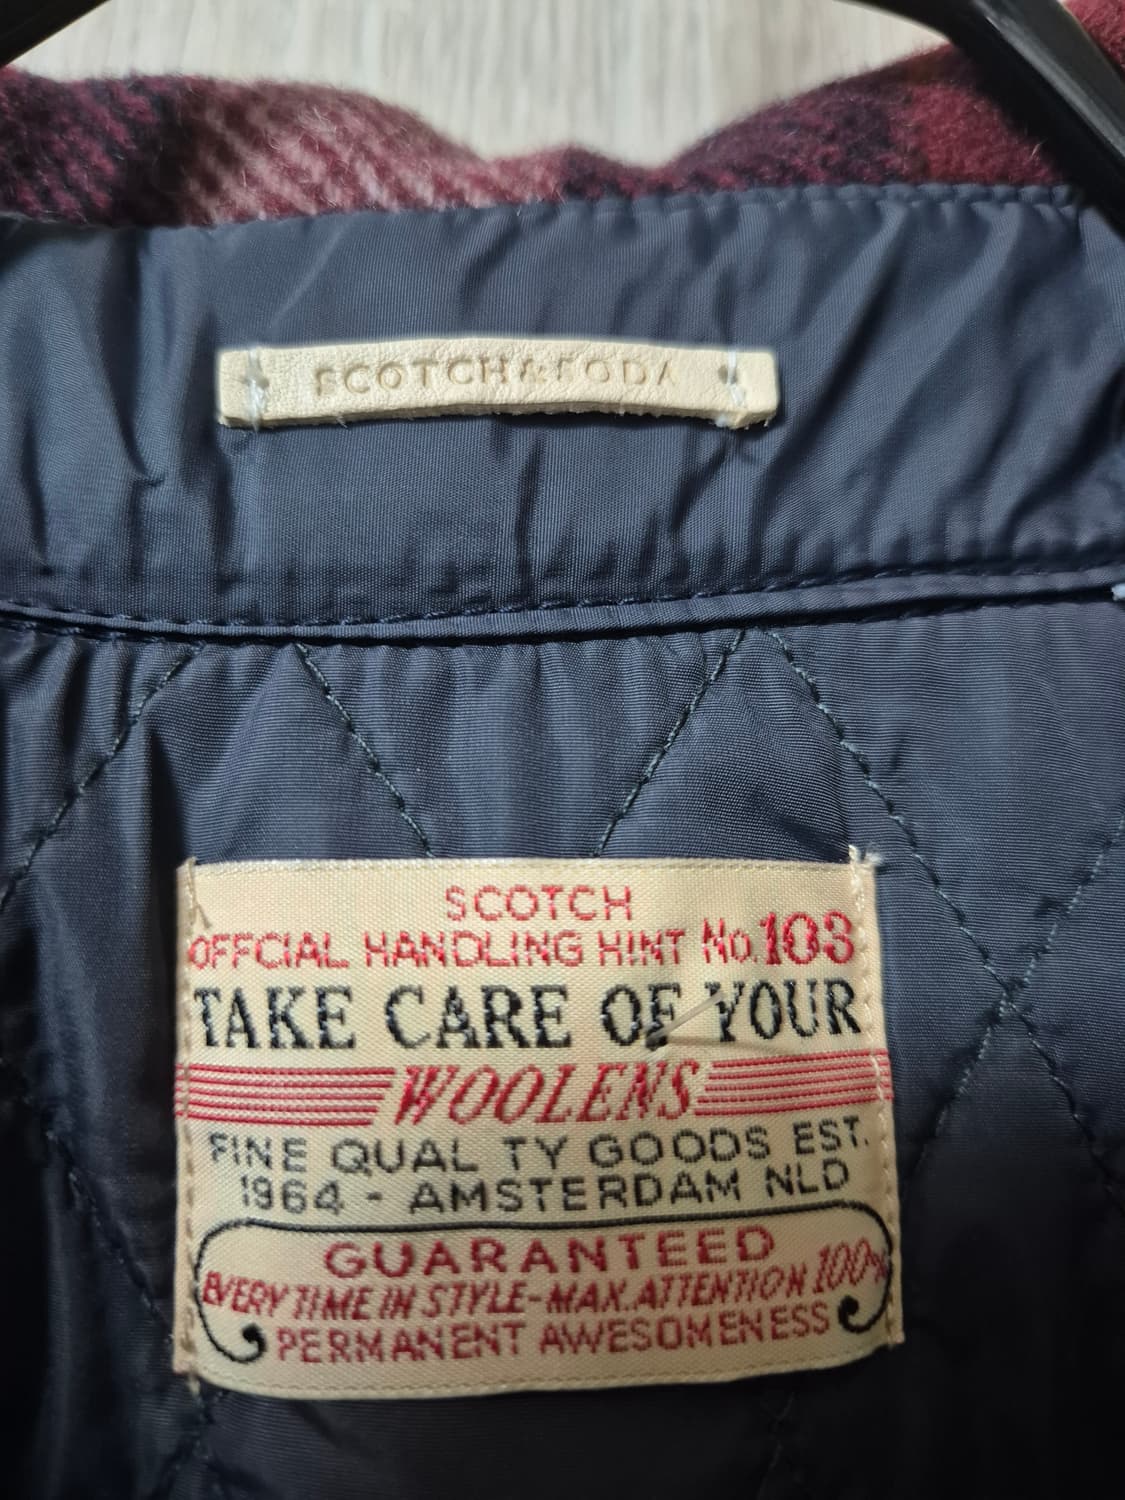 SCOTCH&SODA
SCOTCH
OFFCIAL HANDLING HINT No.103
TAKE CARE OF YOUR
WOOLENS
FINE QUAL TY GOODS EST.
1964 - AMSTERDAM NLD
GUARANTEED
EVERY TIME IN STYLE-MAX.ATTENTION 100%
PERMANENT AWESOMENESS